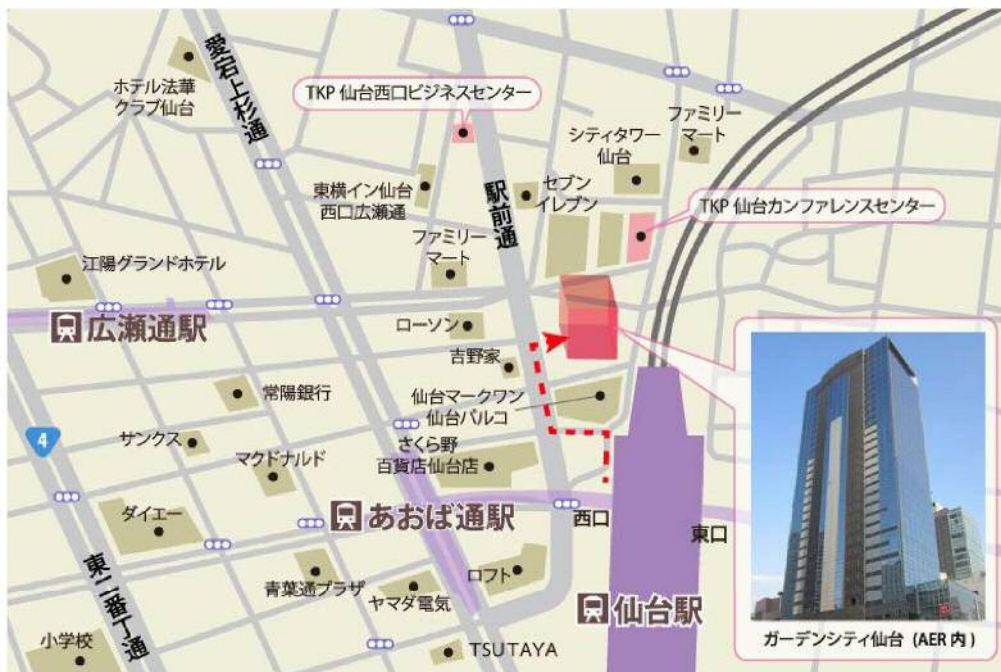 愛宕上杉通
ホテル法華
クラブ仙台
TKP 仙台西口ビジネスセンター
ファミリー
マート
シティタワー
仙台
駅前通
セブン
イレブン
東横イン仙台
西口広瀬通
TKP 仙台カンファレンスセンター
ファミリー
マート
江陽グランドホテル
広瀬通駅
ローソン
吉野家
常陽銀行
仙台マークワン
仙台パルコ
4
サンクス
さくら野
百貨店仙台店
マクドナルド
ダイエー
あおば通駅
西口
東口
東二番丁通
青葉通プラザ
ヤマダ電気
ロフト
仙台駅
小学校
TSUTAYA
ガーデンシティ仙台 (AER 内)